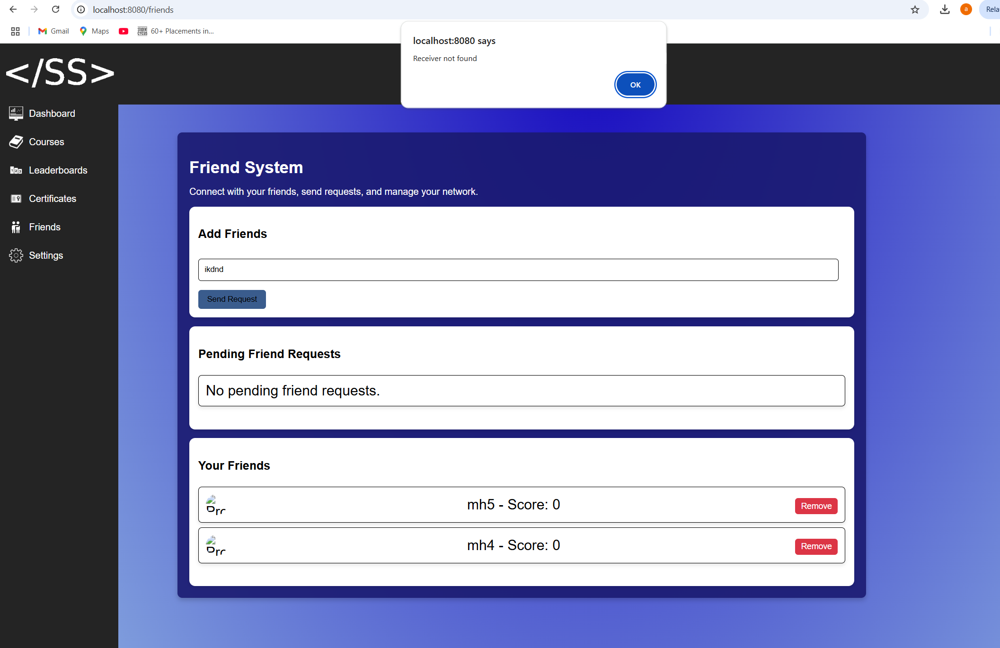 localhost:8080/friends
a
Rela
Gmail
Maps
STUDENT CIRCUS
60+ Placements in...
localhost:8080 says
Receiver not found
OK
</SS>
Dashboard
Courses
Leaderboards
Certificates
Friends
Settings
Friend System
Connect with your friends, send requests, and manage your network.
Add Friends
ikdnd
Send Request
Pending Friend Requests
No pending friend requests.
Your Friends
mh5 - Score: 0
Remove
mh4 - Score: 0
Remove